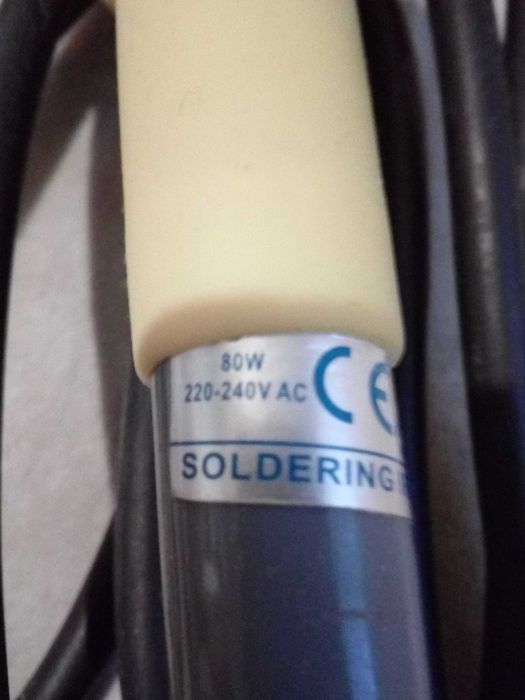 80W
220-240V AC
CE
SOLDERING